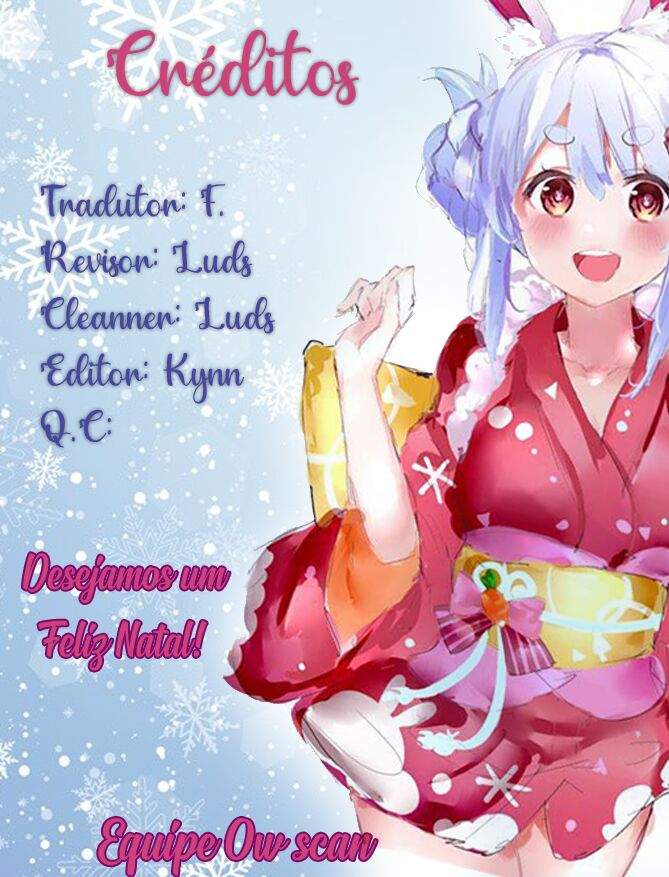 Créditos
Tradutor: F.
Revisor: Luds
Cleanner: Luds
Editor: Kynn
Q.C:
Desejamos um
Feliz Natal!
Equipe Ow scan